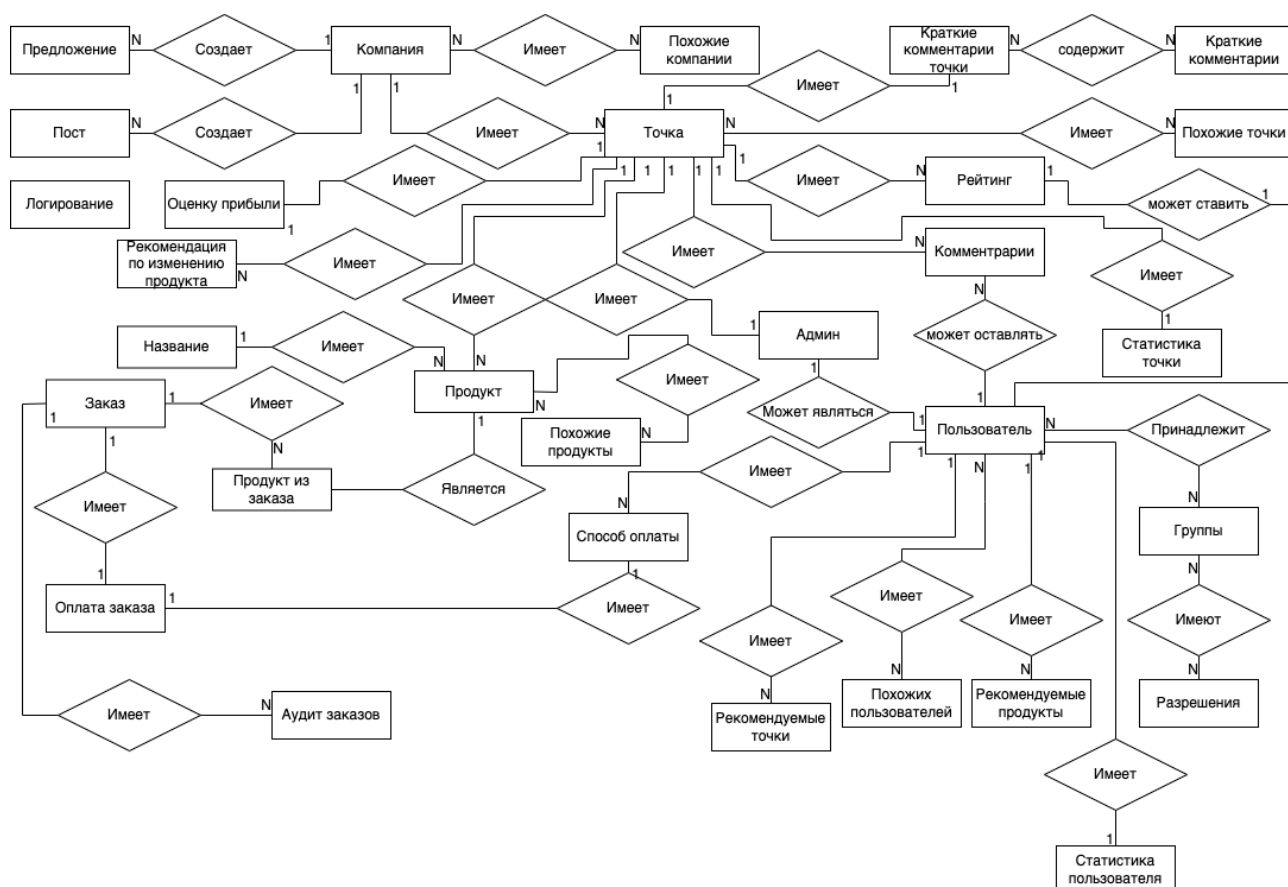 Предложение
N
Создает
1
Компания
N
Имеет
N
Похожие
компании
Краткие
комментарии
точки
N
содержит
N
Краткие
комментарии
1
1
Имеет
1
1
Пост
N
Создает
Имеет
N
Точка
N
Имеет
N
Похожие точки
1
1
1
1
1
1
1
1
Логирование
Оценку прибыли
1
Имеет
Имеет
N
Рейтинг
1
может ставить
1
Рекомендация
по изменению
продукта
N
Имеет
Имеет
N
Комментрарии
N
Имеет
1
Имеет
Имеет
N
Название
1
Имеет
N
1
Админ
1
может оставлять
1
Статистика
точки
Заказ
1
1
1
Имеет
N
Продукт
N
1
Имеет
N
Похожие
продукты
Может являться
1
1
Пользователь
N
Принадлежит
N
1
1
N
1
1
Продукт из
заказа
Является
Имеет
N
Имеет
1
Способ оплаты
1
Группы
N
Оплата заказа
1
Имеет
Имеет
Имеет
Имеет
Имеют
N
N
N
N
Имеет
N
Аудит заказов
Рекомендуемые
точки
Похожих
пользователей
Рекомендуемые
продукты
Разрешения
Имеет
1
Статистика
пользователя